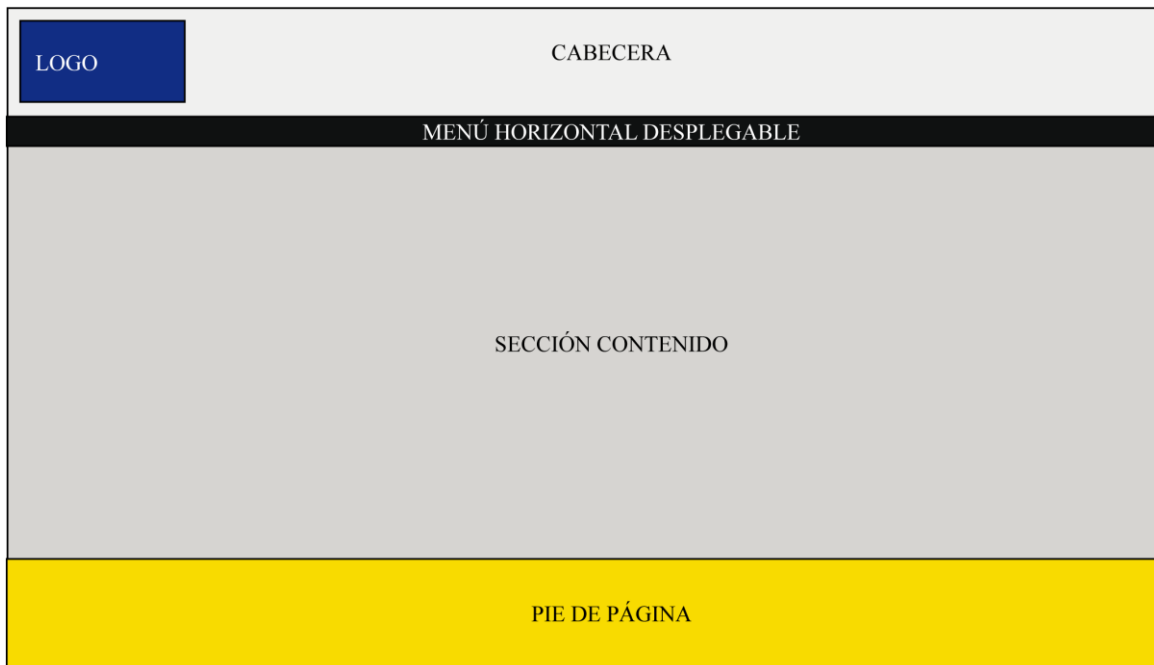 LOGO
CABECERA
MENÚ HORIZONTAL DESPLEGABLE
SECCIÓN CONTENIDO
PIE DE PÁGINA